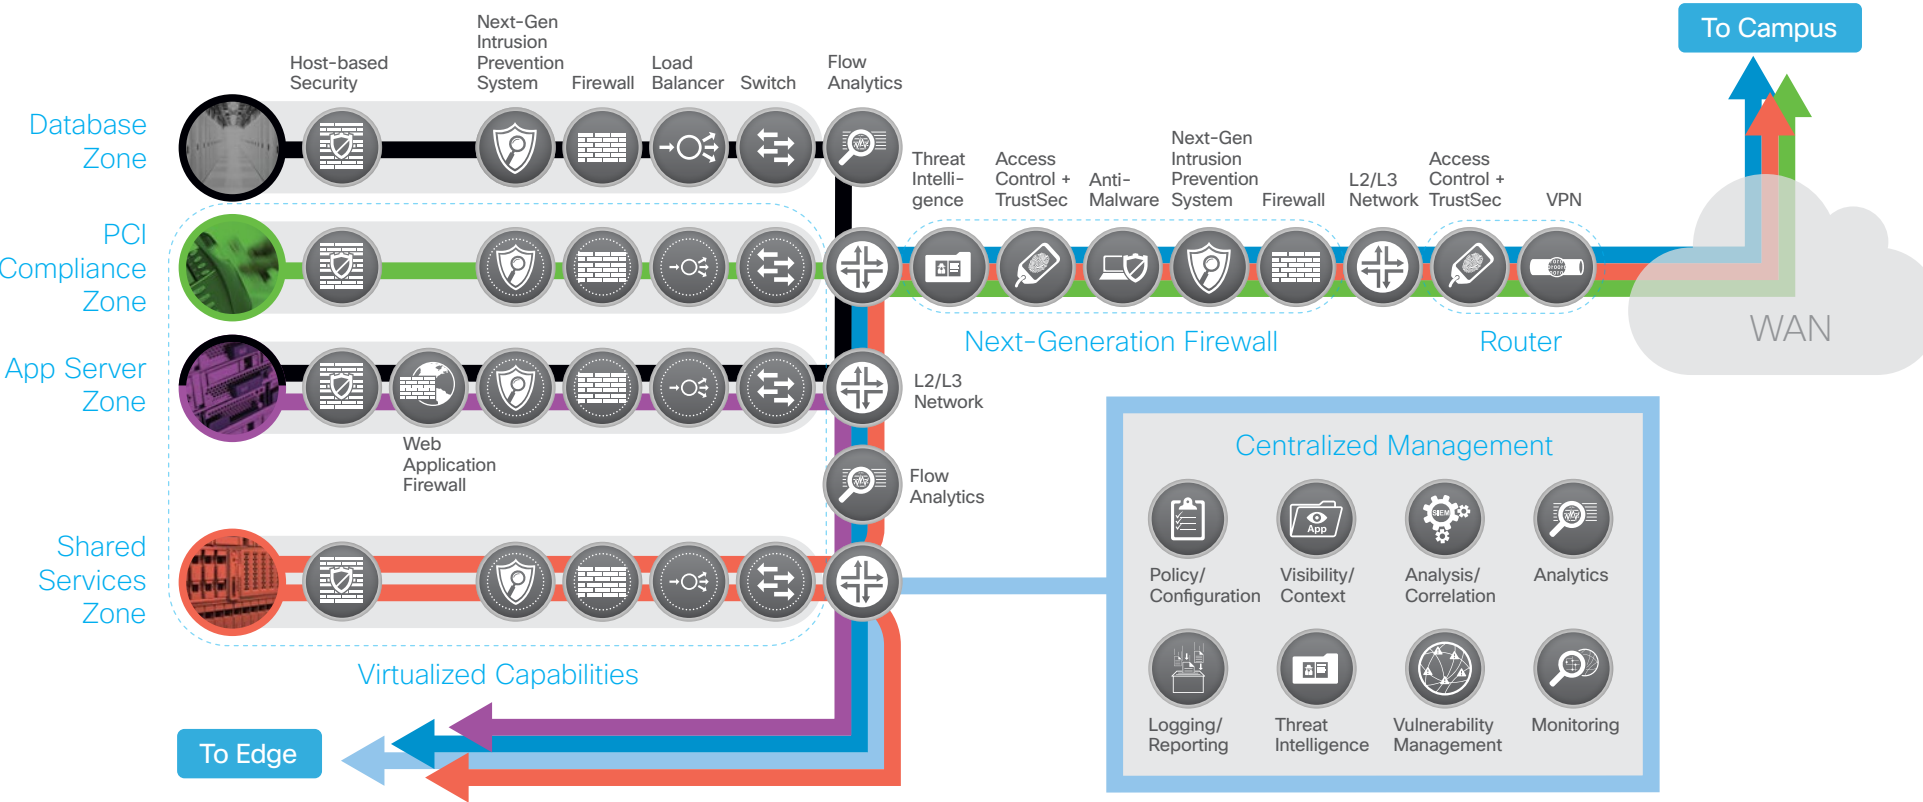 To Campus
Next-Gen
Intrusion
Prevention
System
Host-based
Security
Firewall
Load
Balancer
Switch
Flow
Analytics
Database
Zone
Threat
Intelli-
gence
Access
Control +
TrustSec
Anti-
Malware
Next-Gen
Intrusion
Prevention
System
Firewall
L2/L3
Network
Access
Control +
TrustSec
VPN
PCI
Compliance
Zone
Next-Generation Firewall
Router
WAN
App Server
Zone
L2/L3
Network
Web
Application
Firewall
Flow
Analytics
Shared
Services
Zone
Virtualized Capabilities
To Edge
Centralized Management
App
SIEM
Policy/
Configuration
Visibility/
Context
Analysis/
Correlation
Analytics
Logging/
Reporting
Threat
Intelligence
Vulnerability
Management
Monitoring